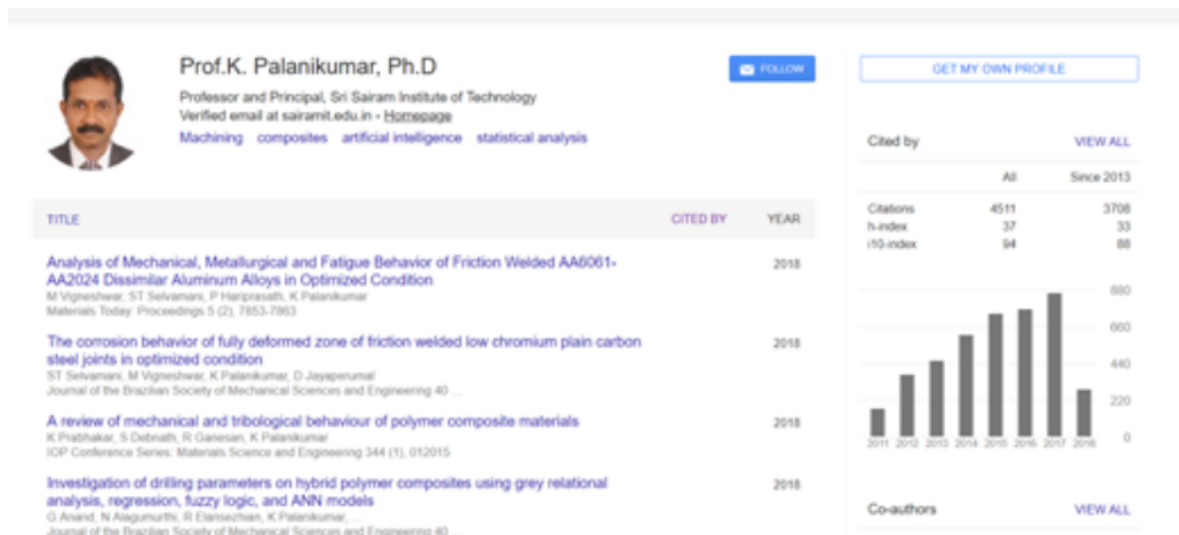 Prof.K. Palanikumar, Ph.D
FOLLOW
Professor and Principal, Sri Sairam Institute of Technology
Verified email at sairamit.edu.in - Homepage
Machining composites artificial intelligence statistical analysis
TITLE CITED BY YEAR
Analysis of Mechanical, Metallurgical and Fatigue Behavior of Friction Welded AA6061- 2018
AA2024 Dissimilar Aluminum Alloys in Optimized Condition
M Vigneshwar, ST Selvamani, P Hariprasath, K Palanikumar
Materials Today: Proceedings 5 (2), 7853-7863
The corrosion behavior of fully deformed zone of friction welded low chromium plain carbon 2018
steel joints in optimized condition
ST Selvamani, M Vigneshwar, K Palanikumar, D Jayaperumal
Journal of the Brazilian Society of Mechanical Sciences and Engineering 40 ...
A review of mechanical and tribological behaviour of polymer composite materials 2018
K Prabhakar, S Debnath, R Ganesan, K Palanikumar
IOP Conference Series: Materials Science and Engineering 344 (1), 012015
Investigation of drilling parameters on hybrid polymer composites using grey relational 2018
analysis, regression, fuzzy logic, and ANN models
G Anand, N Alagumurthi, R Elansezhian, K Palanikumar, ...
Journal of the Brazilian Society of Mechanical Sciences and Engineering 40 ...
GET MY OWN PROFILE
Cited by VIEW ALL
All Since 2013
Citations 4511 3708
h-index 37 33
i10-index 94 88
880
660
440
220
0
2011 2012 2013 2014 2015 2016 2017 2018
Co-authors VIEW ALL